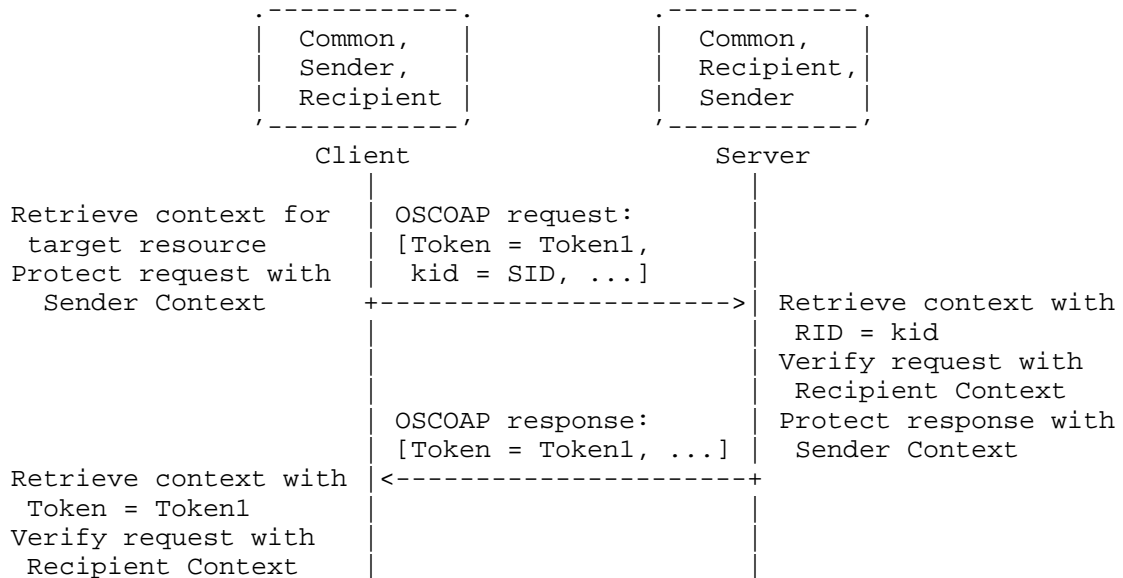 .------------. .------------.
| Common, | | Common, |
| Sender, | | Recipient,|
| Recipient | | Sender |
'------------' '------------'
Client Server
| |
Retrieve context for | OSCOAP request: |
target resource | [Token = Token1, |
Protect request with | kid = SID, ...] |
Sender Context +---------------------->| Retrieve context with
| | RID = kid
| | Verify request with
| | Recipient Context
| OSCOAP response: | Protect response with
| [Token = Token1, ...] | Sender Context
Retrieve context with |<----------------------+
Token = Token1 | |
Verify request with | |
Recipient Context | |